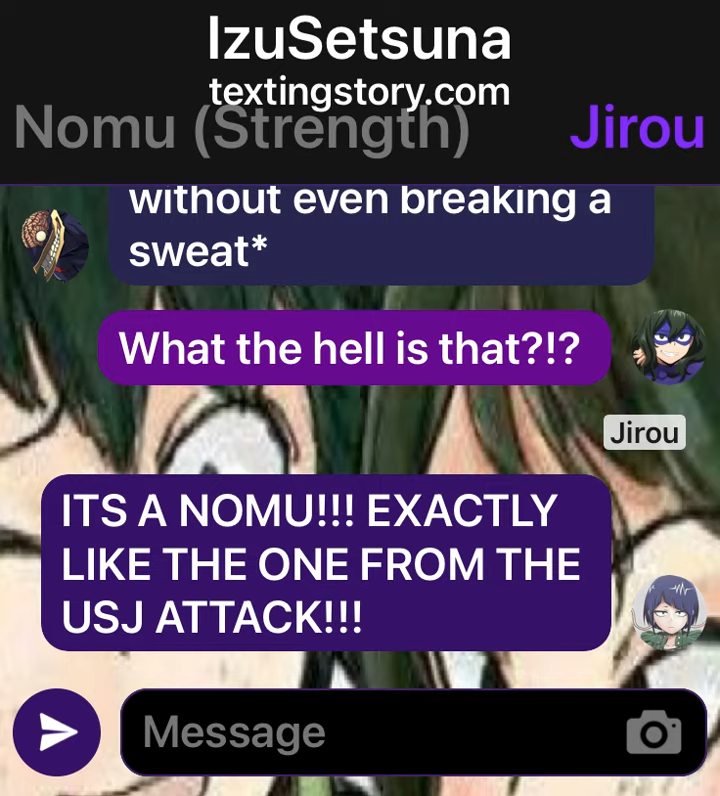 IzuSetsuna
textingstory.com
Nomu (Strength)
Jirou
without even breaking a
sweat*
What the hell is that?!?
Jirou
ITS A NOMU!!! EXACTLY
LIKE THE ONE FROM THE
USJ ATTACK!!!
Message